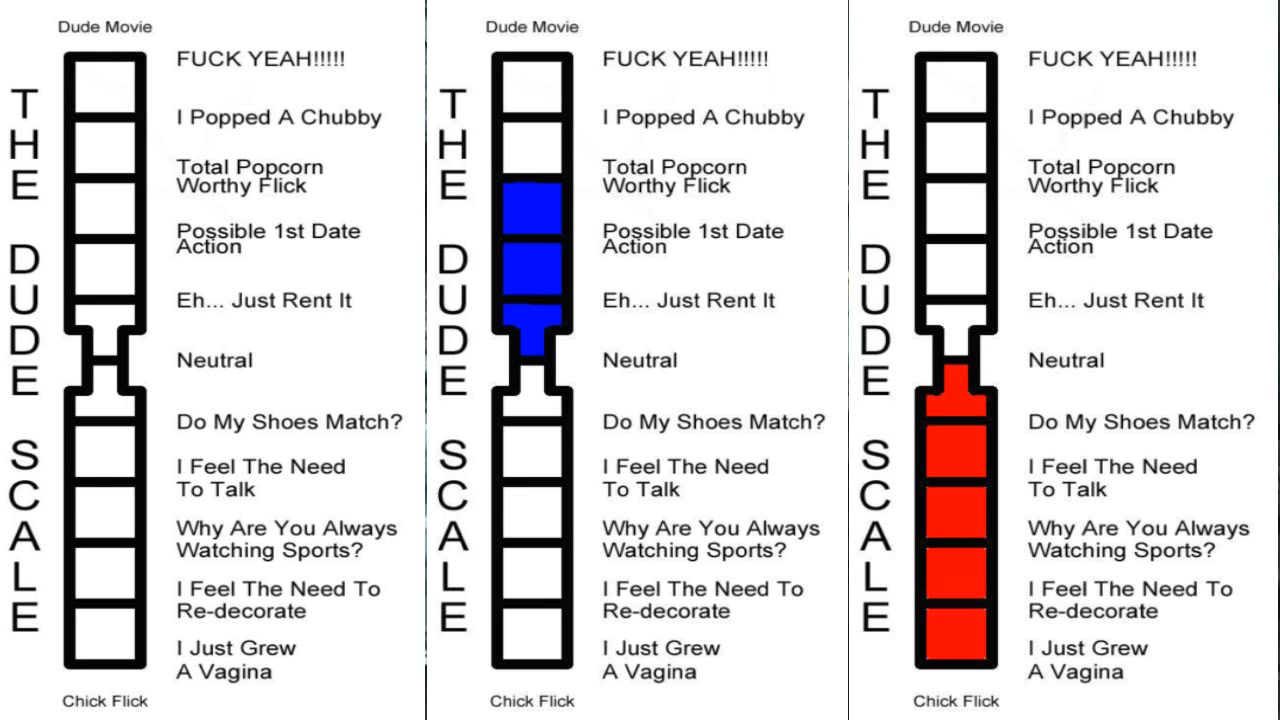 Dude Movie
THE DUDE SCALE
FUCK YEAH!!!!!
I Popped A Chubby
Total Popcorn
Worthy Flick
Possible 1st Date
Action
Eh... Just Rent It
Neutral
Do My Shoes Match?
I Feel The Need
To Talk
Why Are You Always
Watching Sports?
I Feel The Need To
Re-decorate
I Just Grew
A Vagina
Chick Flick
Dude Movie
THE DUDE SCALE
FUCK YEAH!!!!!
I Popped A Chubby
Total Popcorn
Worthy Flick
Possible 1st Date
Action
Eh... Just Rent It
Neutral
Do My Shoes Match?
I Feel The Need
To Talk
Why Are You Always
Watching Sports?
I Feel The Need To
Re-decorate
I Just Grew
A Vagina
Chick Flick
Dude Movie
THE DUDE SCALE
FUCK YEAH!!!!!
I Popped A Chubby
Total Popcorn
Worthy Flick
Possible 1st Date
Action
Eh... Just Rent It
Neutral
Do My Shoes Match?
I Feel The Need
To Talk
Why Are You Always
Watching Sports?
I Feel The Need To
Re-decorate
I Just Grew
A Vagina
Chick Flick